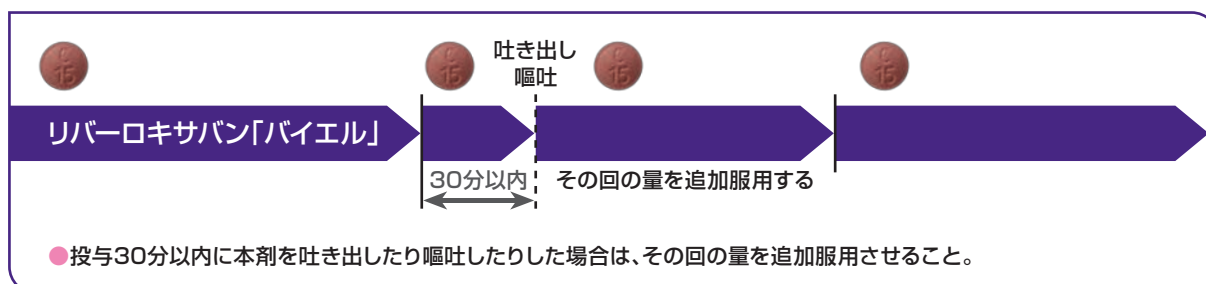 吐き出し
嘔吐
リバーロキサバン「バイエル」
30分以内
その回の量を追加服用する
●投与30分以内に本剤を吐き出したり嘔吐したりした場合は、その回の量を追加服用させること。
15
15
15
15